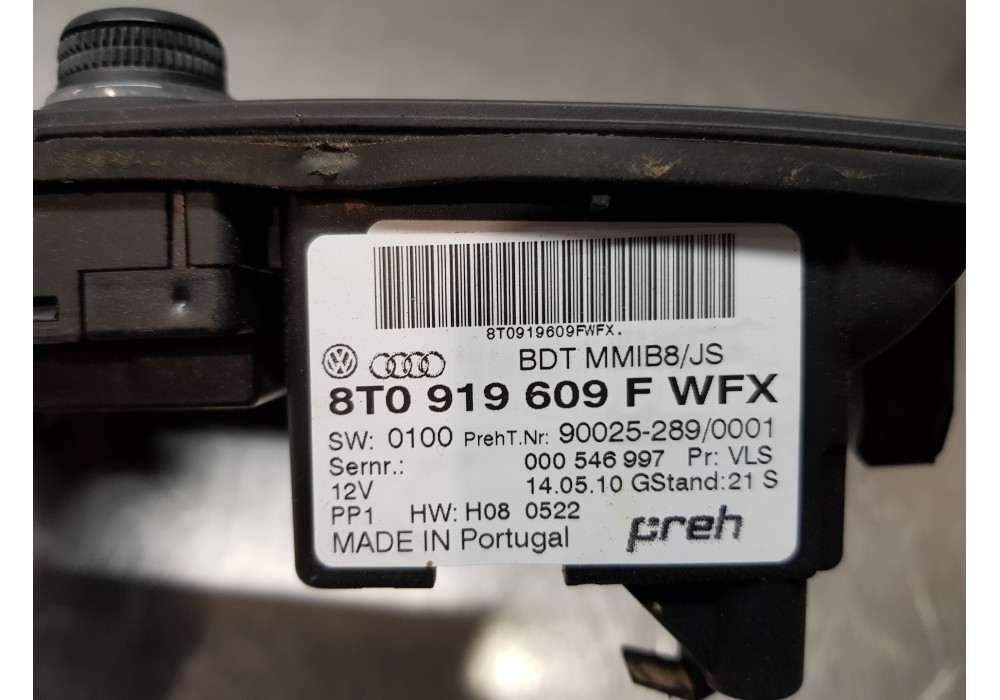 8T0919609FWFX.
BDT MMIB8/JS
8T0 919 609 F WFX
SW: 0100 PrehT.Nr: 90025-289/0001
Sernr.: 000 546 997 Pr: VLS
12V 14.05.10 GStand:21 S
PP1 HW: H08 0522
MADE IN Portugal preh